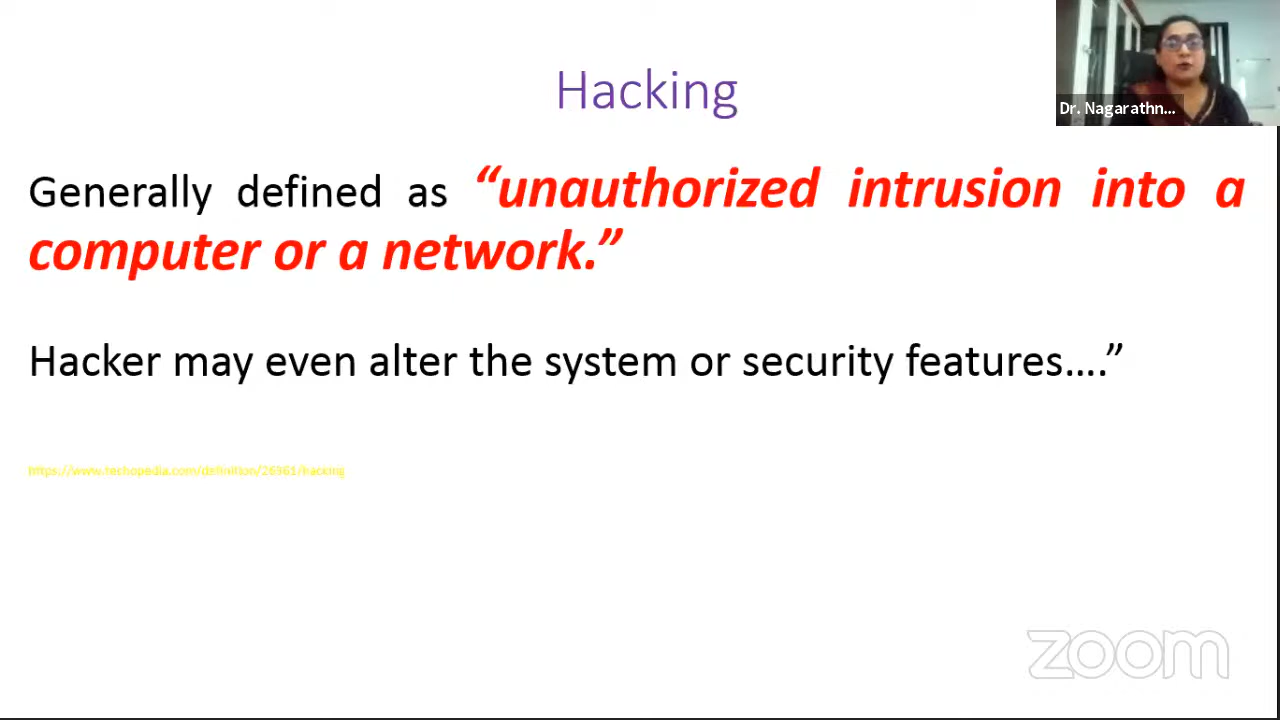 Hacking
Dr. Nagarathn...
Generally defined as “unauthorized intrusion into a
computer or a network.”
Hacker may even alter the system or security features….”
https://www.techopedia.com/definition/26361/hacking
zoom